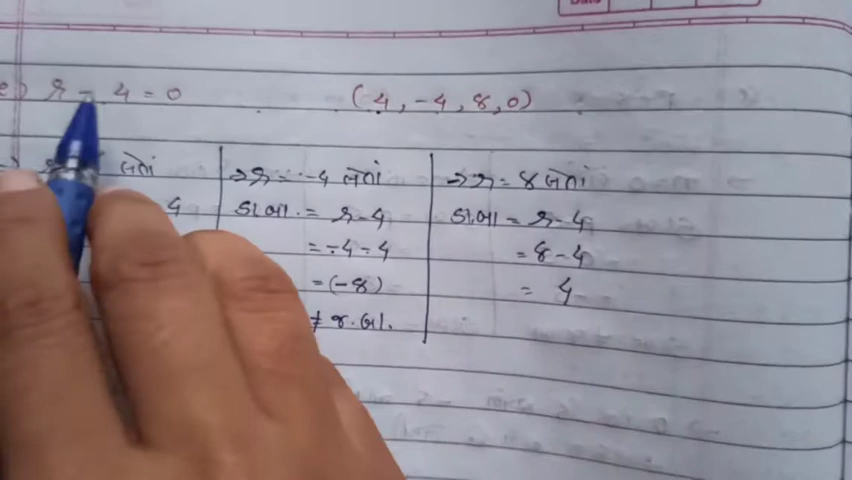 ર - 4 = 0
(4, -4, 8, 0)
લેતાં
4
→ ર = -4 લેતાં
ડા.બા. = ર-4
= -4 - 4
= (-8)
≠ જ.બા.
→ ર = 8 લેતાં
ડા.બા = ર-4
= 8 - 4
= 4